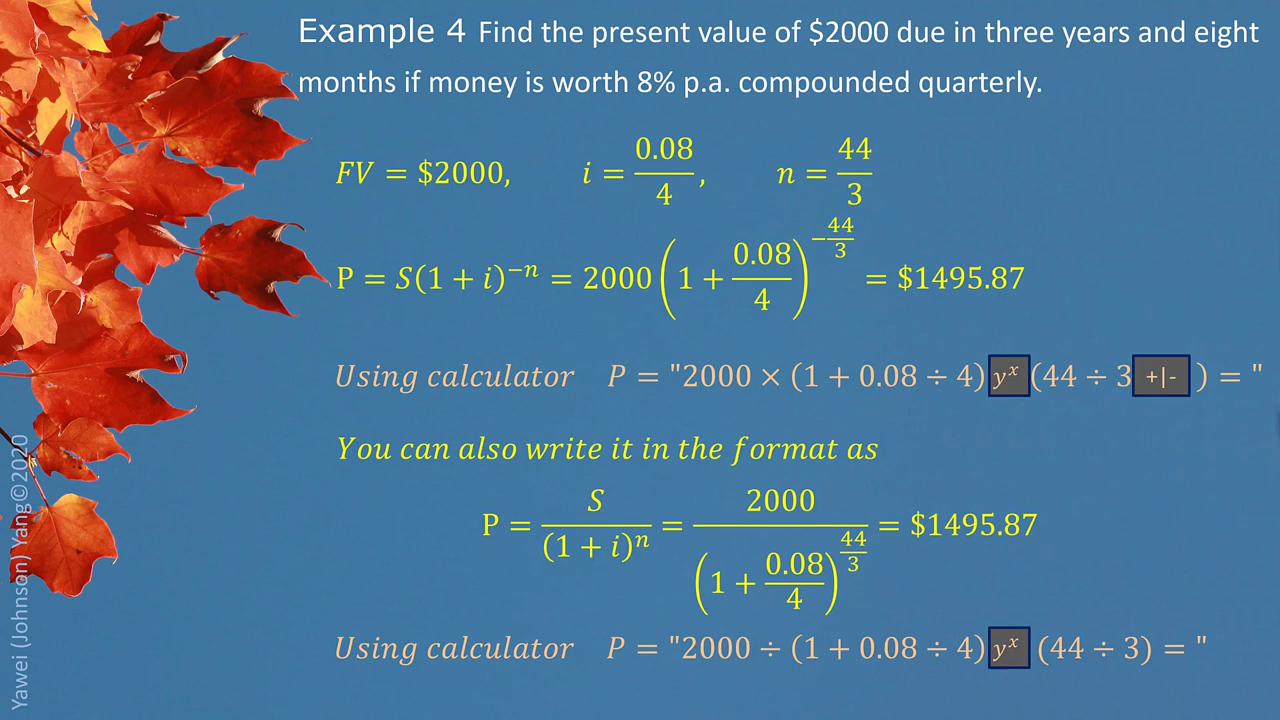 Example 4 Find the present value of $2000 due in three years and eight
months if money is worth 8% p.a. compounded quarterly.
FV = $2000, i = 0.08/4, n = 44/3
P = S(1 + i)^−n = 2000(1 + 0.08/4)^−44/3 = $1495.87
Using calculator P = "2000 × (1 + 0.08 ÷ 4) y^x (44 ÷ 3 +|- ) = "
You can also write it in the format as
P = S/(1 + i)^n = 2000/(1 + 0.08/4)^44/3 = $1495.87
Using calculator P = "2000 ÷ (1 + 0.08 ÷ 4) y^x (44 ÷ 3) = "
Yawei (Johnson) Yang©2020